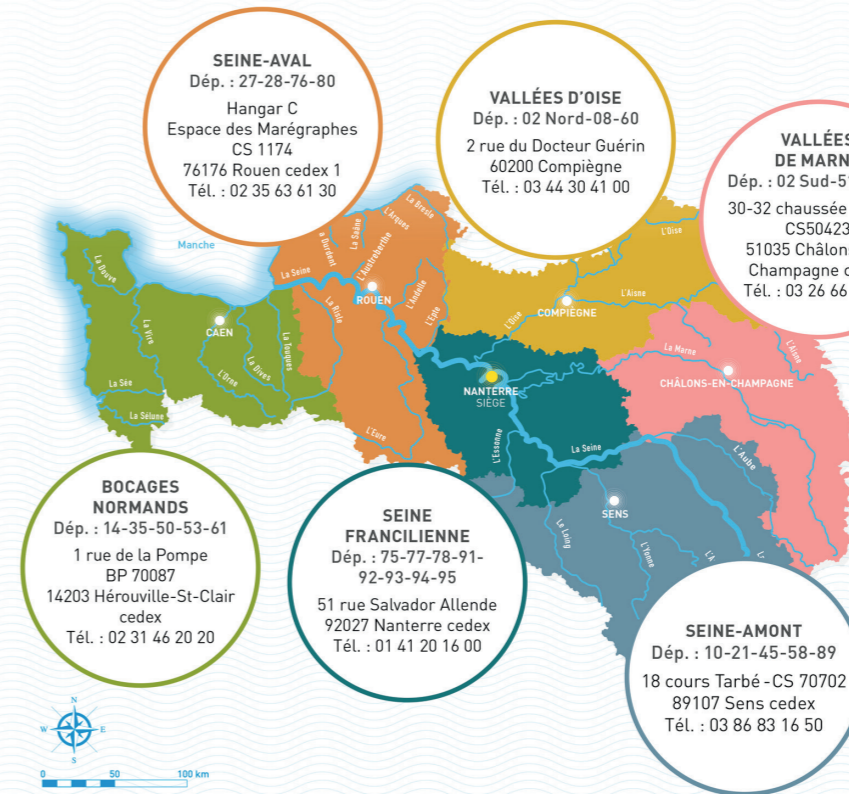 SEINE-AVAL
Dép. : 27-28-76-80
Hangar C
Espace des Marégraphes
CS 1174
76176 Rouen cedex 1
Tél. : 02 35 63 61 30
VALLÉES D'OISE
Dép. : 02 Nord-08-60
2 rue du Docteur Guérin
60200 Compiègne
Tél. : 03 44 30 41 00
VALLÉES
DE MARN
Dép. : 02 Sud-5
30-32 chaussée
CS50423
51035 Châlons
Champagne
Tél. : 03 26 66
Manche
La Douve
La Vire
La Sée
La Sélune
CAEN
L'Orne
La Dives
La Touques
La Seine
Durdent
La Saâne
L'Austreberthe
L'Arques
La Bresle
ROUEN
L'Andelle
L'Epte
La Risle
L'Eure
L'Oise
L'Oise
L'Aisne
COMPIÈGNE
La Marne
L'Aisne
CHÂLONS-EN-CHAMPAGNE
NANTERRE
SIÈGE
L'Essonne
La Seine
L'Aube
SENS
Le Loing
L'Yonne
L'A
BOCAGES
NORMANDS
Dép. : 14-35-50-53-61
1 rue de la Pompe
BP 70087
14203 Hérouville-St-Clair
cedex
Tél. : 02 31 46 20 20
SEINE
FRANCILIENNE
Dép. : 75-77-78-91-
92-93-94-95
51 rue Salvador Allende
92027 Nanterre cedex
Tél. : 01 41 20 16 00
SEINE-AMONT
Dép. : 10-21-45-58-89
18 cours Tarbé - CS 70702
89107 Sens cedex
Tél. : 03 86 83 16 50
N
W E
S
0 50 100 km